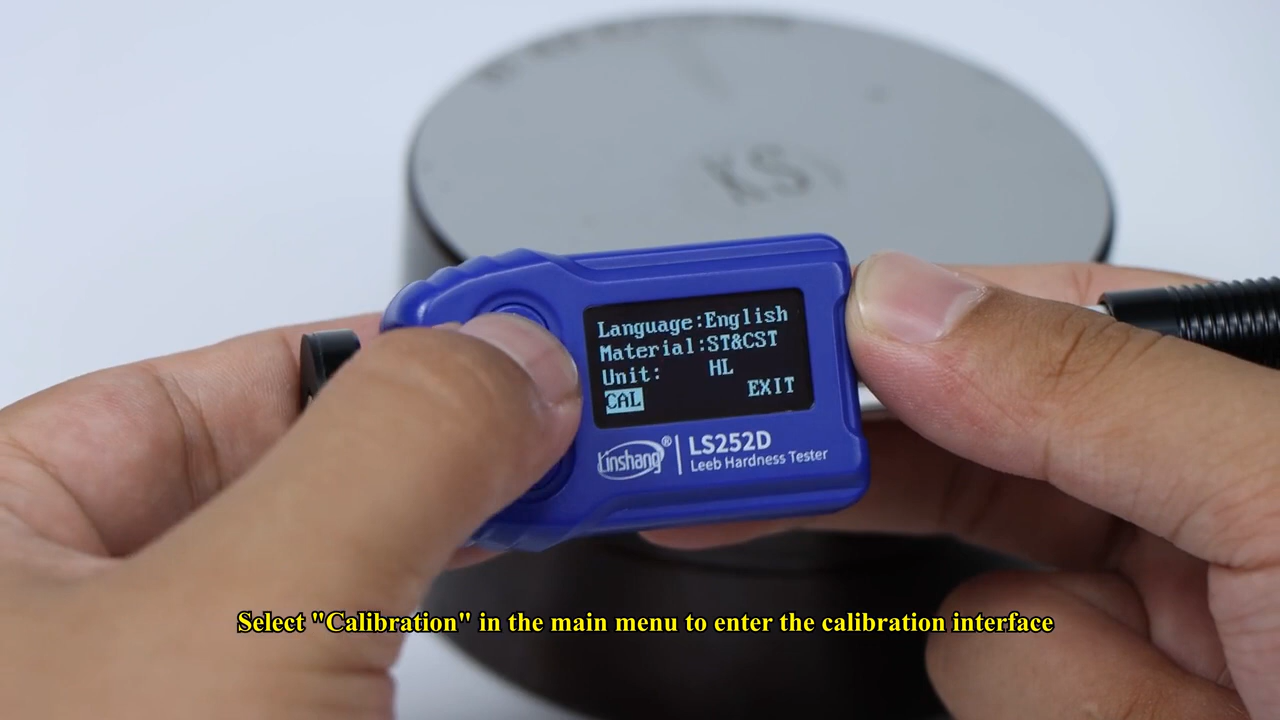 KS
Language:English
Material:ST&CST
Unit: HL
CAL EXIT
Linshang® LS252D
Leeb Hardness Tester
Select "Calibration" in the main menu to enter the calibration interface